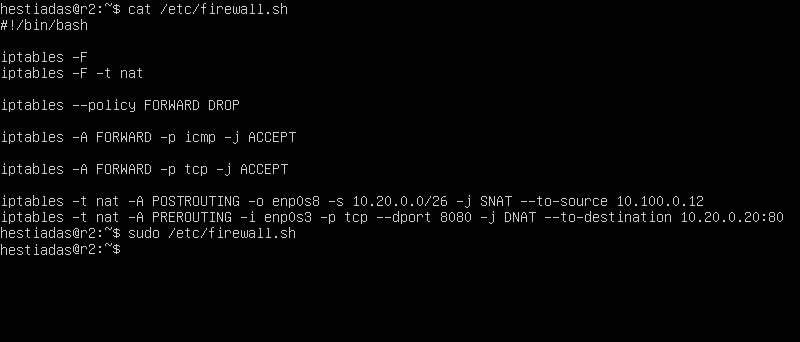 hestiadas@r2:~$ cat /etc/firewall.sh
#!/bin/bash
iptables -F
iptables -F -t nat
iptables --policy FORWARD DROP
iptables -A FORWARD -p icmp -j ACCEPT
iptables -A FORWARD -p tcp -j ACCEPT
iptables -t nat -A POSTROUTING -o enp0s8 -s 10.20.0.0/26 -j SNAT --to-source 10.100.0.12
iptables -t nat -A PREROUTING -i enp0s3 -p tcp --dport 8080 -j DNAT --to-destination 10.20.0.20:80
hestiadas@r2:~$ sudo /etc/firewall.sh
hestiadas@r2:~$